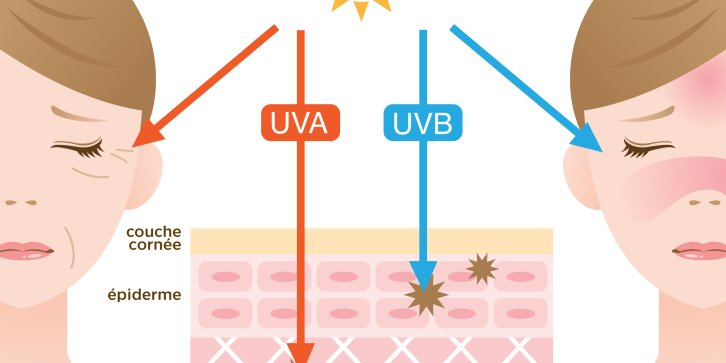 UVA
UVB
couche
cornée
épiderme